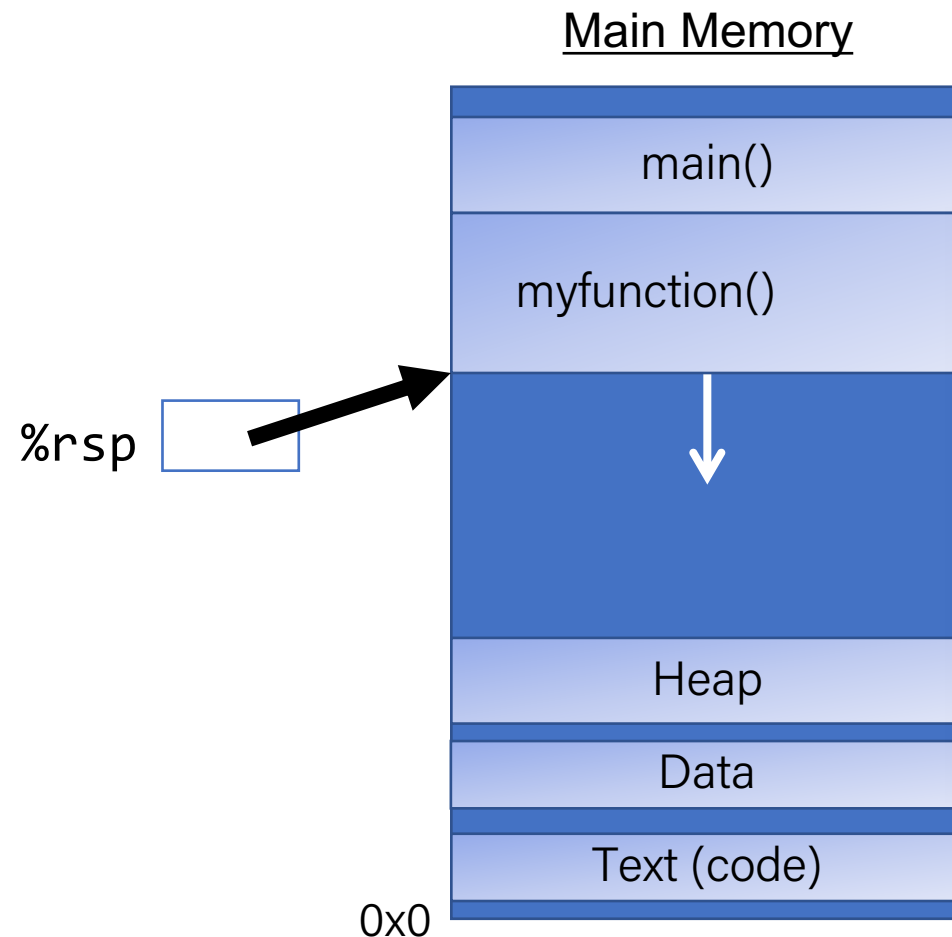 Main Memory
main()
myfunction()
%rsp
Heap
Data
Text (code)
0x0